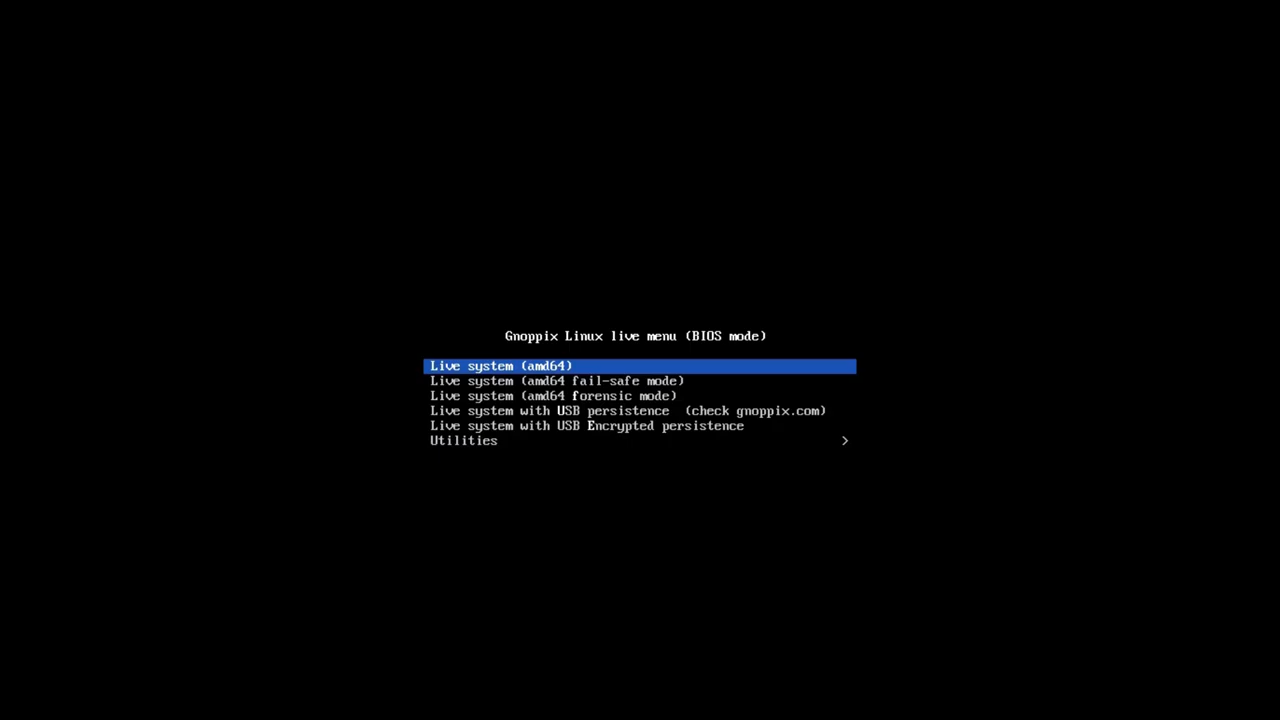 Gnoppix Linux live menu (BIOS mode)
Live system (amd64)
Live system (amd64 fail-safe mode)
Live system (amd64 forensic mode)
Live system with USB persistence  (check gnoppix.com)
Live system with USB Encrypted persistence
Utilities >